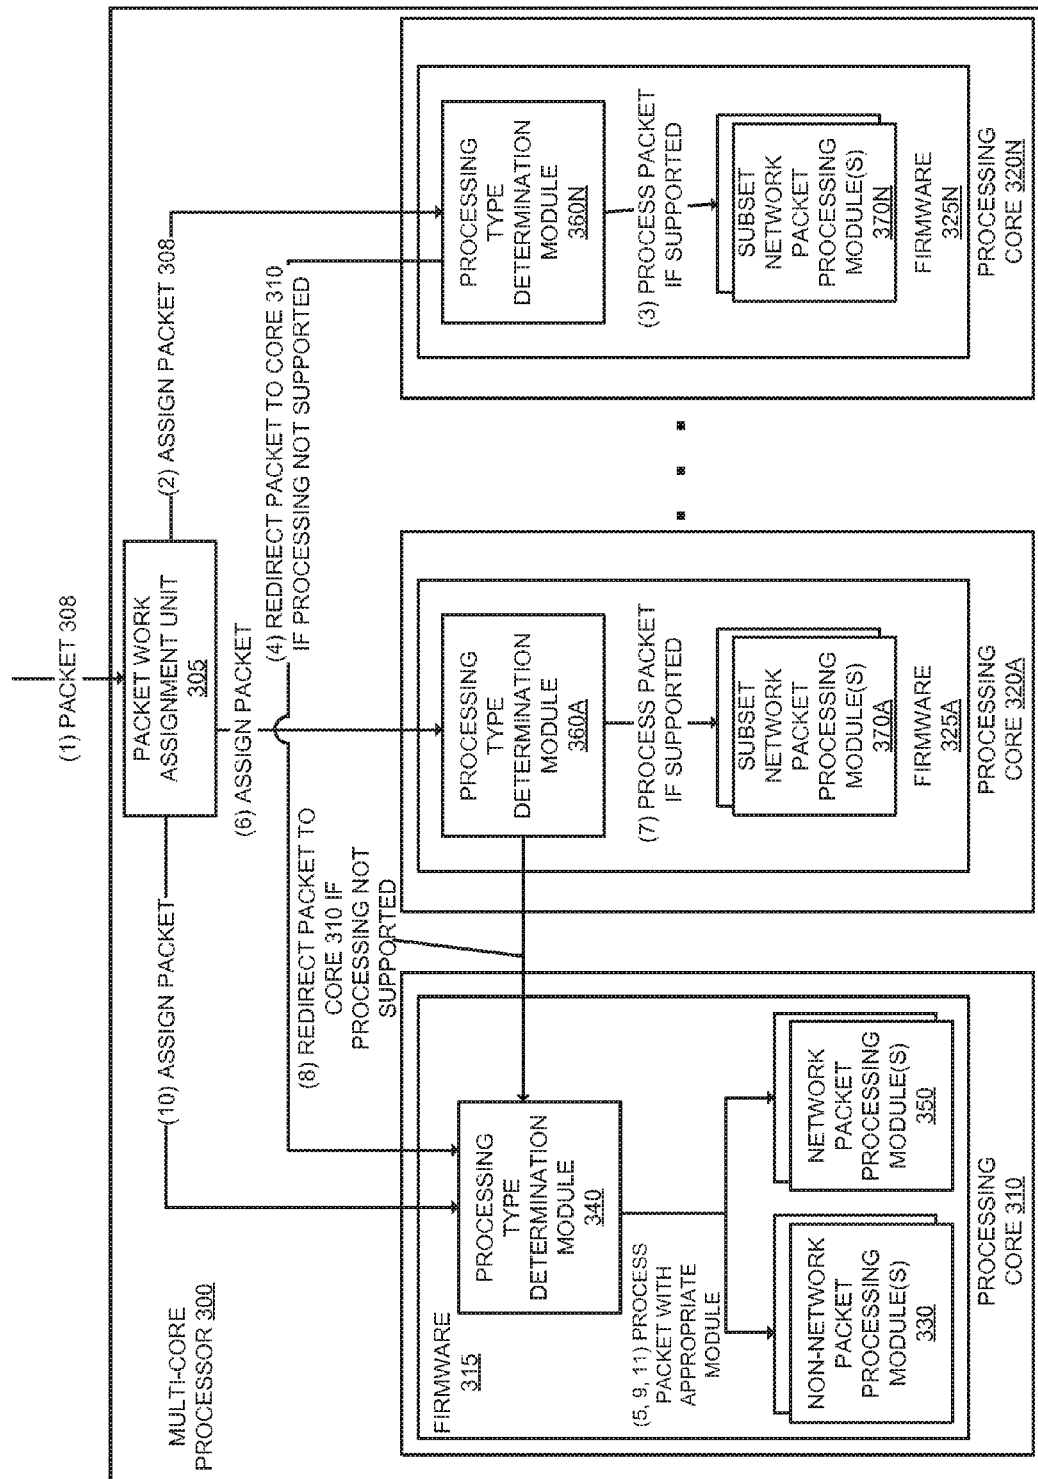 (1) PACKET 308
PACKET WORK
ASSIGNMENT UNIT
305
(2) ASSIGN PACKET 308
(10) ASSIGN PACKET
(6) ASSIGN PACKET
MULTI-CORE
PROCESSOR 300
(4) REDIRECT PACKET TO CORE 310
IF PROCESSING NOT SUPPORTED
(8) REDIRECT PACKET TO
CORE 310 IF
PROCESSING NOT
SUPPORTED
FIRMWARE
315
PROCESSING
TYPE
DETERMINATION
MODULE
340
(5, 9, 11) PROCESS
PACKET WITH
APPROPRIATE
MODULE
NON-NETWORK
PACKET
PROCESSING
MODULE(S)
330
NETWORK
PACKET
PROCESSING
MODULE(S)
350
PROCESSING
CORE 310
PROCESSING
TYPE
DETERMINATION
MODULE
360A
(7) PROCESS PACKET
IF SUPPORTED
SUBSET
NETWORK
PACKET
PROCESSING
MODULE(S)
370A
FIRMWARE
325A
PROCESSING
CORE 320A
PROCESSING
TYPE
DETERMINATION
MODULE
360N
(3) PROCESS PACKET
IF SUPPORTED
SUBSET
NETWORK
PACKET
PROCESSING
MODULE(S)
370N
FIRMWARE
325N
PROCESSING
CORE 320N